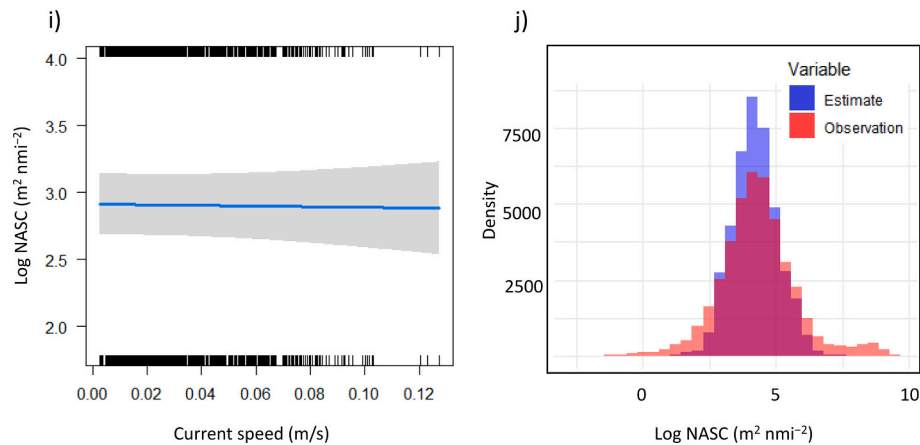 i)
4.0
3.5
3.0
2.5
2.0
Log NASC (m² nmi⁻²)
0.00 0.02 0.04 0.06 0.08 0.10 0.12
Current speed (m/s)
j)
Variable
Estimate
Observation
7500
5000
2500
Density
0 5 10
Log NASC (m² nmi⁻²)